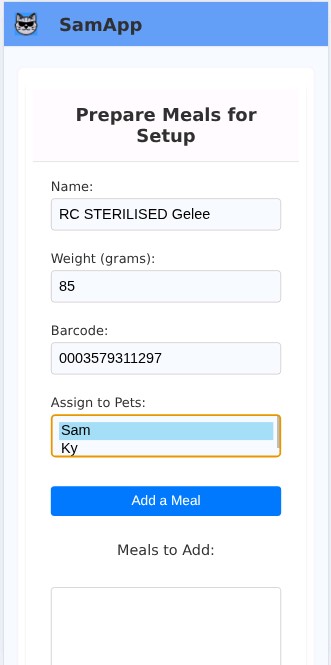 SamApp
Prepare Meals for
Setup
Name:
RC STERILISED Gelee
Weight (grams):
85
Barcode:
0003579311297
Assign to Pets:
Sam
Ky
Add a Meal
Meals to Add: